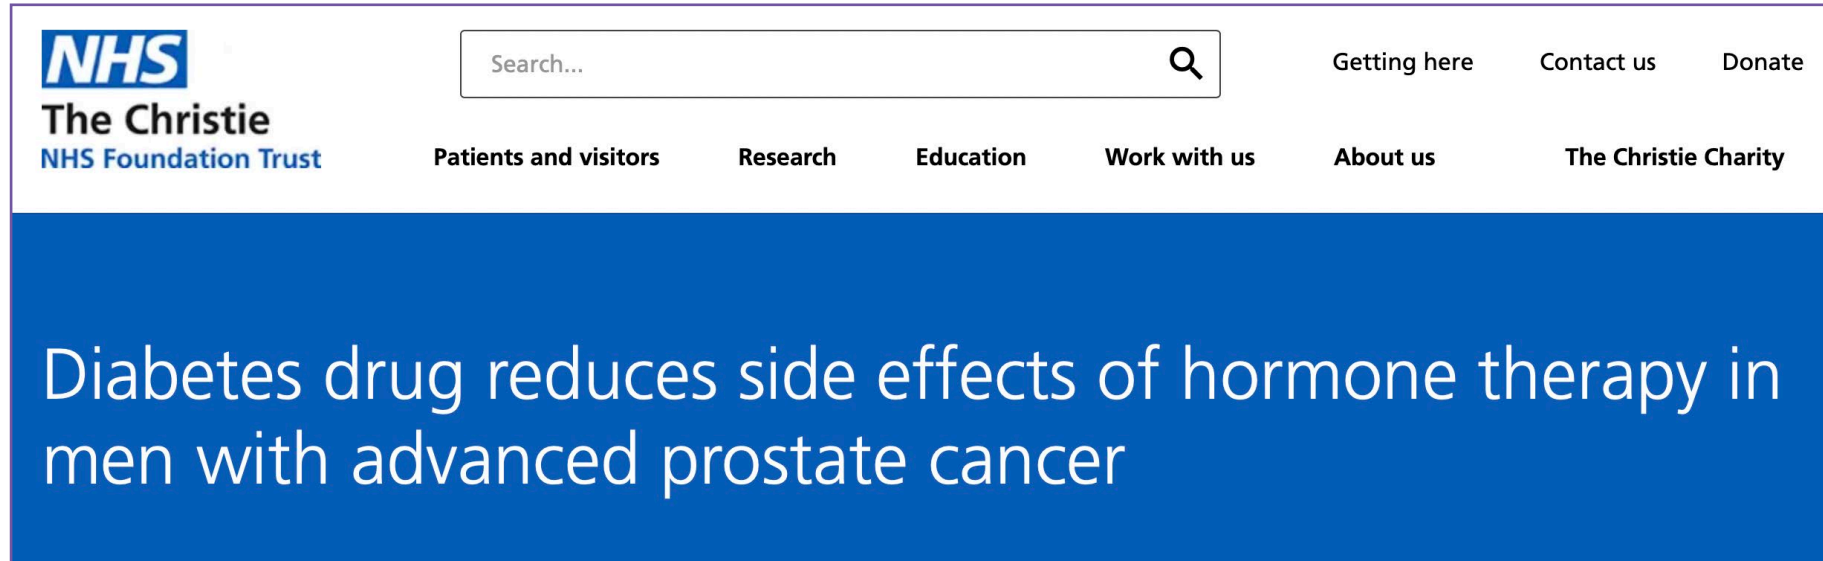 NHS
The Christie
NHS Foundation Trust
Search...
Getting here
Contact us
Donate
Patients and visitors
Research
Education
Work with us
About us
The Christie Charity
Diabetes drug reduces side effects of hormone therapy in
men with advanced prostate cancer